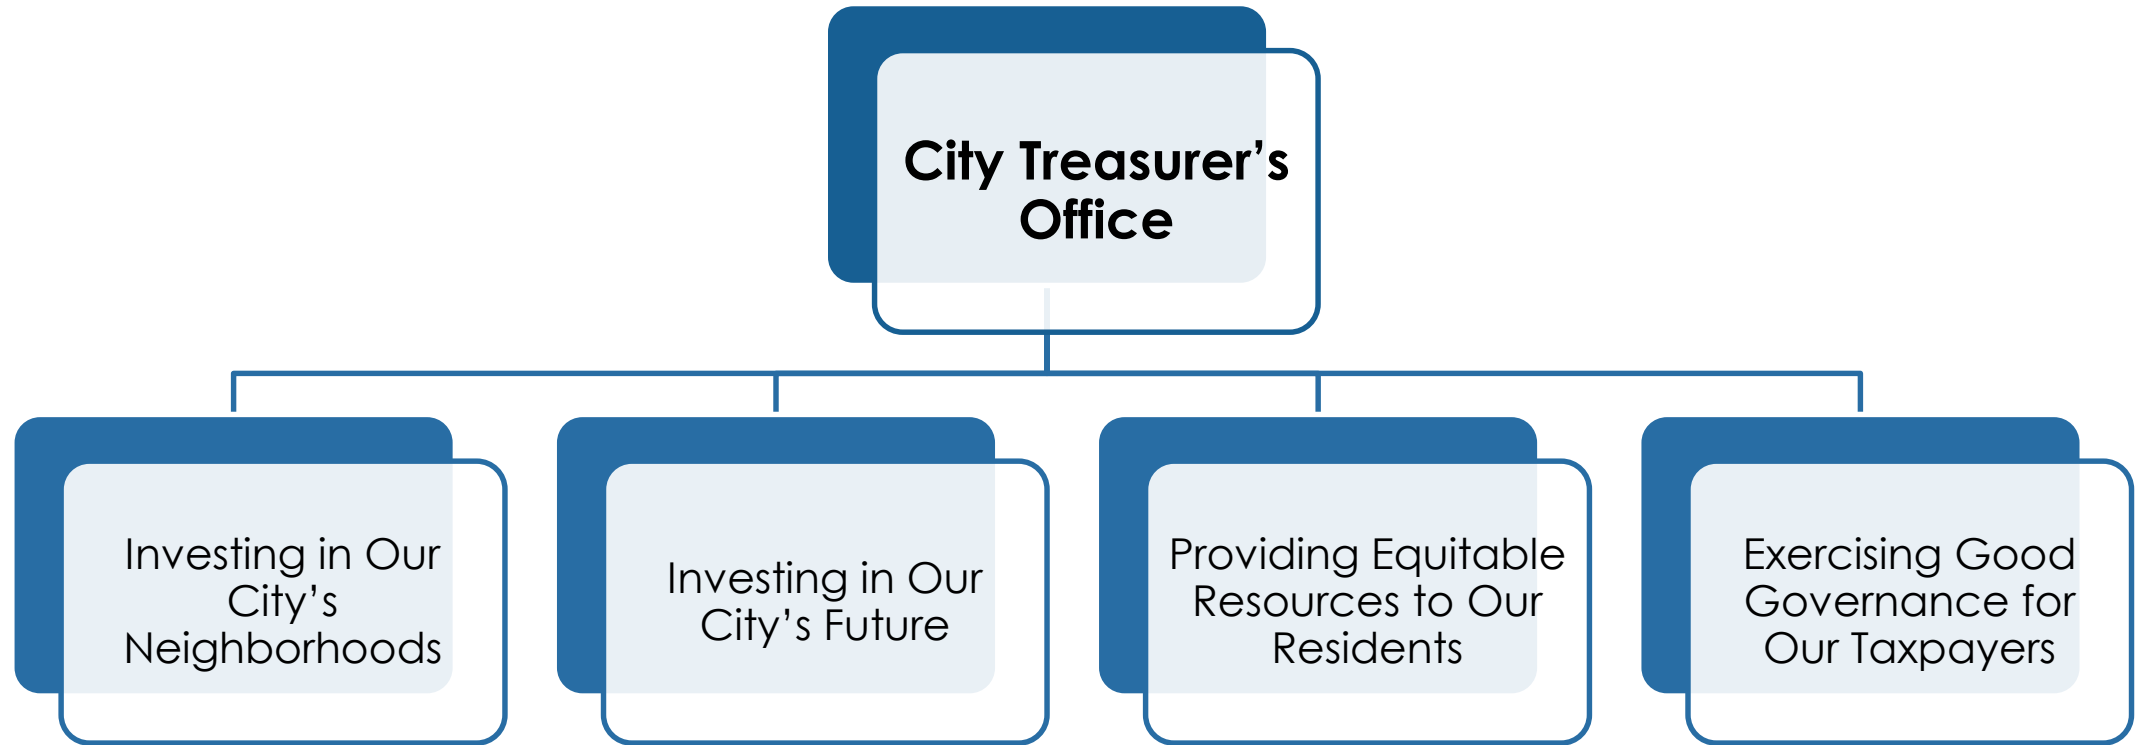 City Treasurer’s
Office
Investing in Our
City’s
Neighborhoods
Investing in Our
City’s Future
Providing Equitable
Resources to Our
Residents
Exercising Good
Governance for
Our Taxpayers